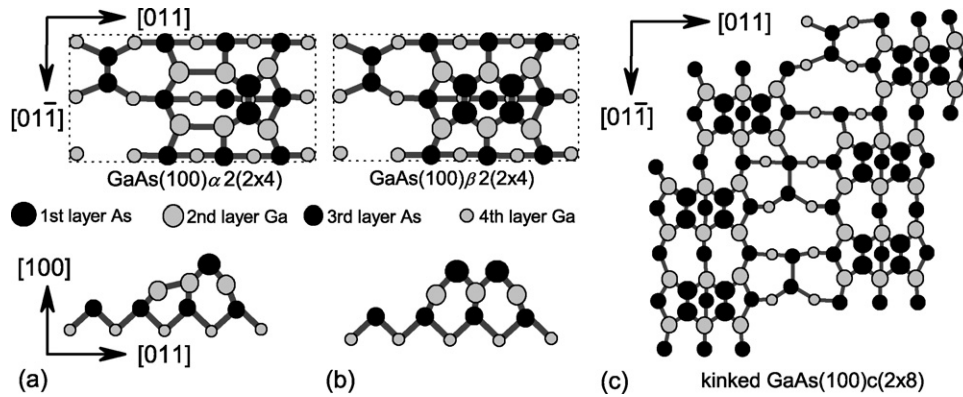 [011]
[01Ī]
GaAs(100)α2(2x4)
GaAs(100)β2(2x4)
1st layer As 2nd layer Ga 3rd layer As 4th layer Ga
[100]
[011]
(a)
(b)
[011]
[011̄]
(c)
kinked GaAs(100)c(2x8)